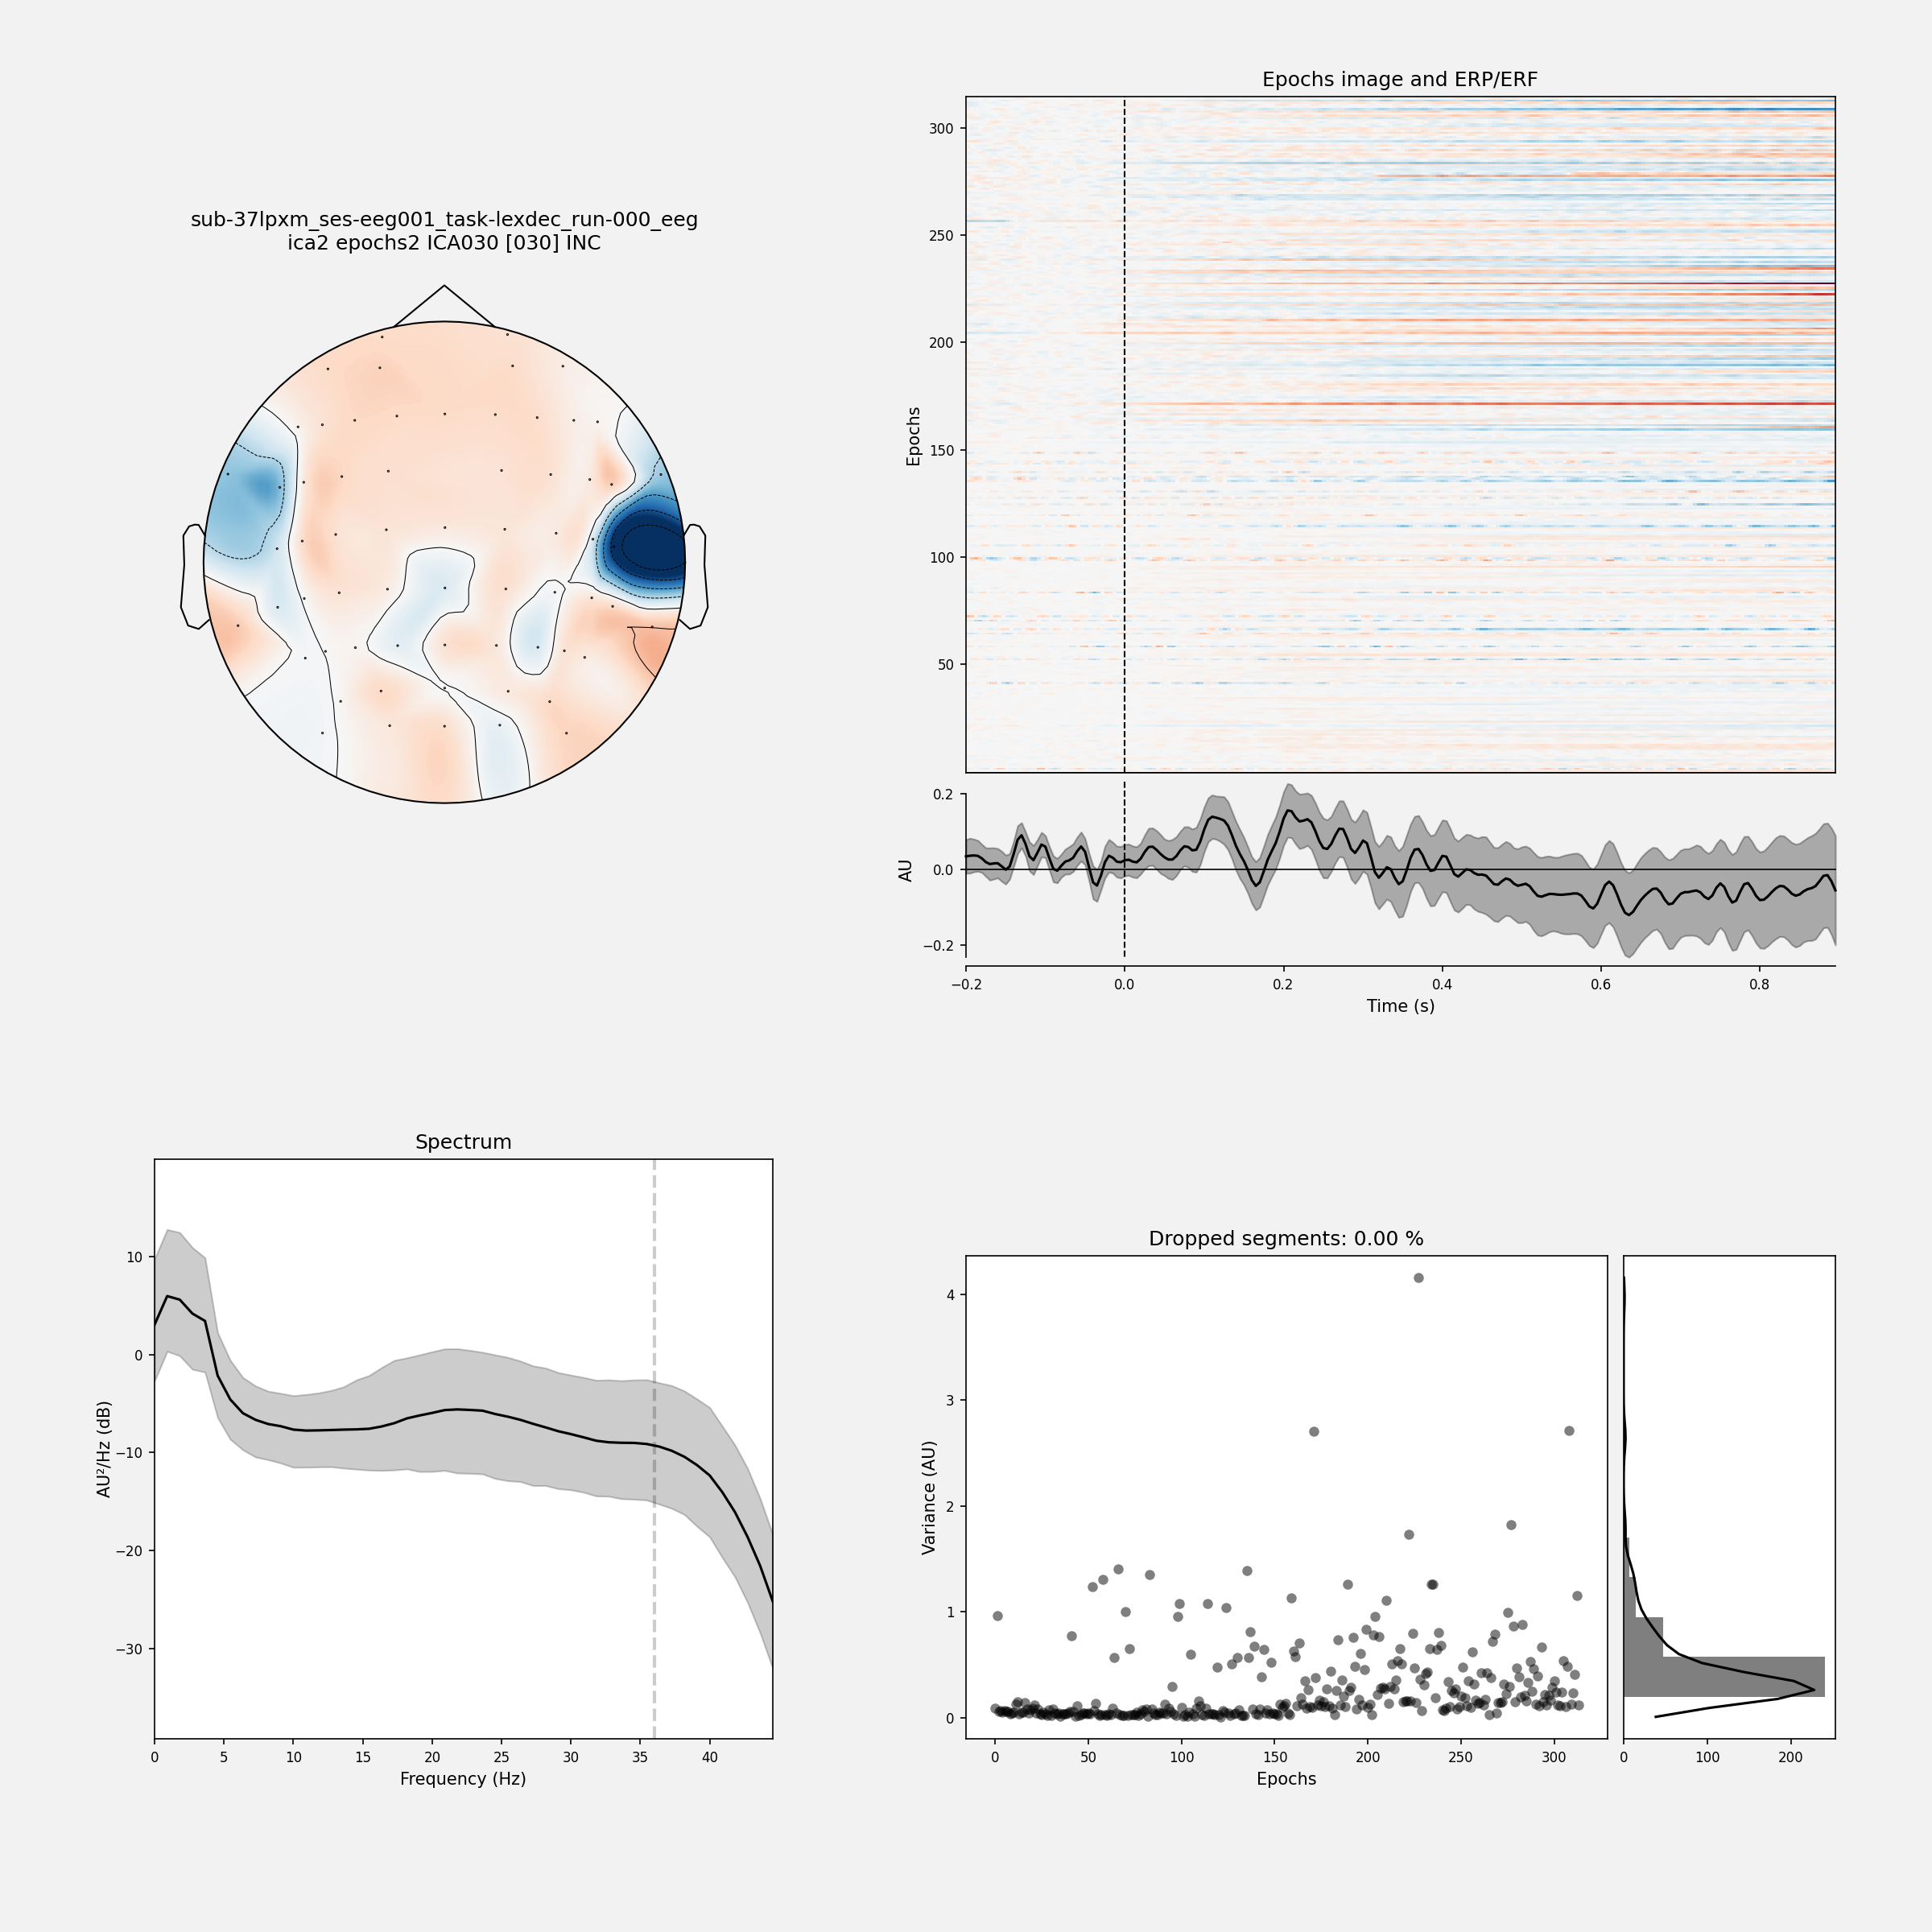 Epochs image and ERP/ERF
sub-37lpxm_ses-eeg001_task-lexdec_run-000_eeg
ica2 epochs2 ICA030 [030] INC
300
250
200
150
100
50
Epochs
0.2
0.0
−0.2
AU
−0.2 0.0 0.2 0.4 0.6 0.8
Time (s)
Spectrum
10
0
−10
−20
−30
AU²/Hz (dB)
0 5 10 15 20 25 30 35 40
Frequency (Hz)
Dropped segments: 0.00 %
4
3
2
1
0
Variance (AU)
0 50 100 150 200 250 300
Epochs
0 100 200